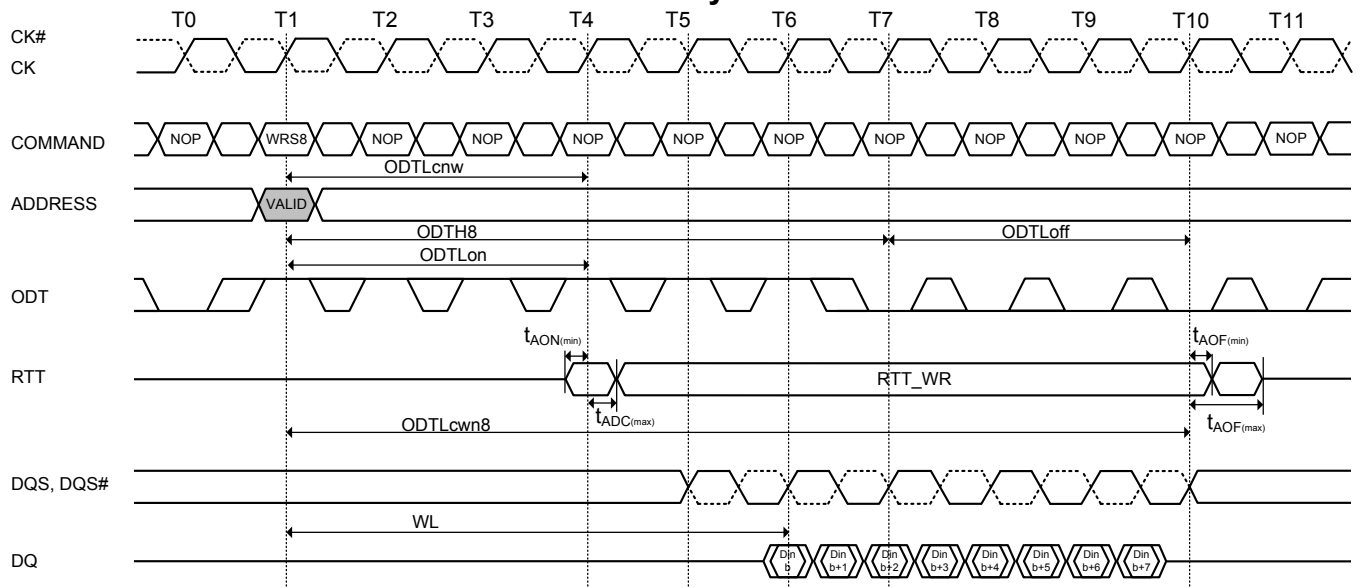 T0 T1 T2 T3 T4 T5 T6 T7 T8 T9 T10 T11
CK#
CK
COMMAND NOP WRS8 NOP NOP NOP NOP NOP NOP NOP NOP NOP NOP
ODTLcnw
ADDRESS VALID
ODTH8 ODTLoff
ODTLon
ODT
tAON(min) tAOF(min)
RTT RTT_WR
tADC(max) tAOF(max)
ODTLcwn8
DQS, DQS#
WL
DQ Din b Din b+1 Din b+2 Din b+3 Din b+4 Din b+5 Din b+6 Din b+7